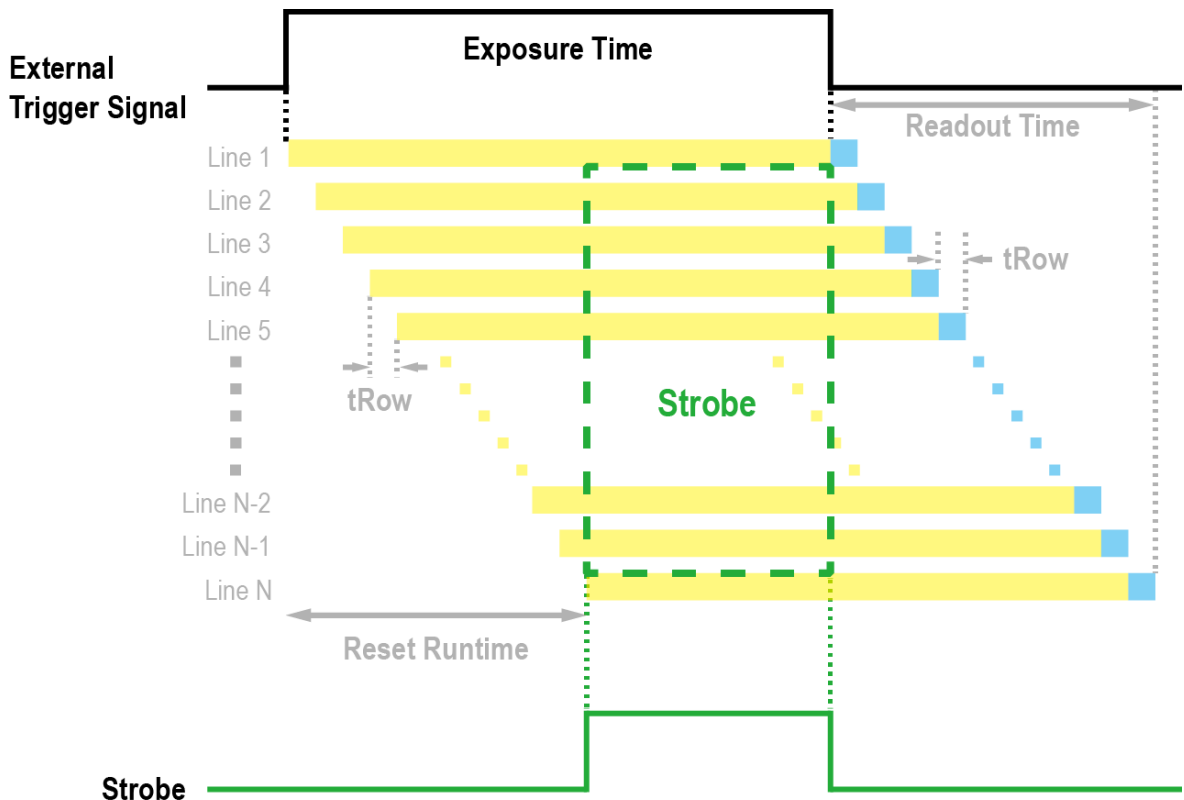 Exposure Time
External
Trigger Signal
Readout Time
Line 1
Line 2
Line 3
tRow
Line 4
Line 5
tRow
Strobe
Line N-2
Line N-1
Line N
Reset Runtime
Strobe